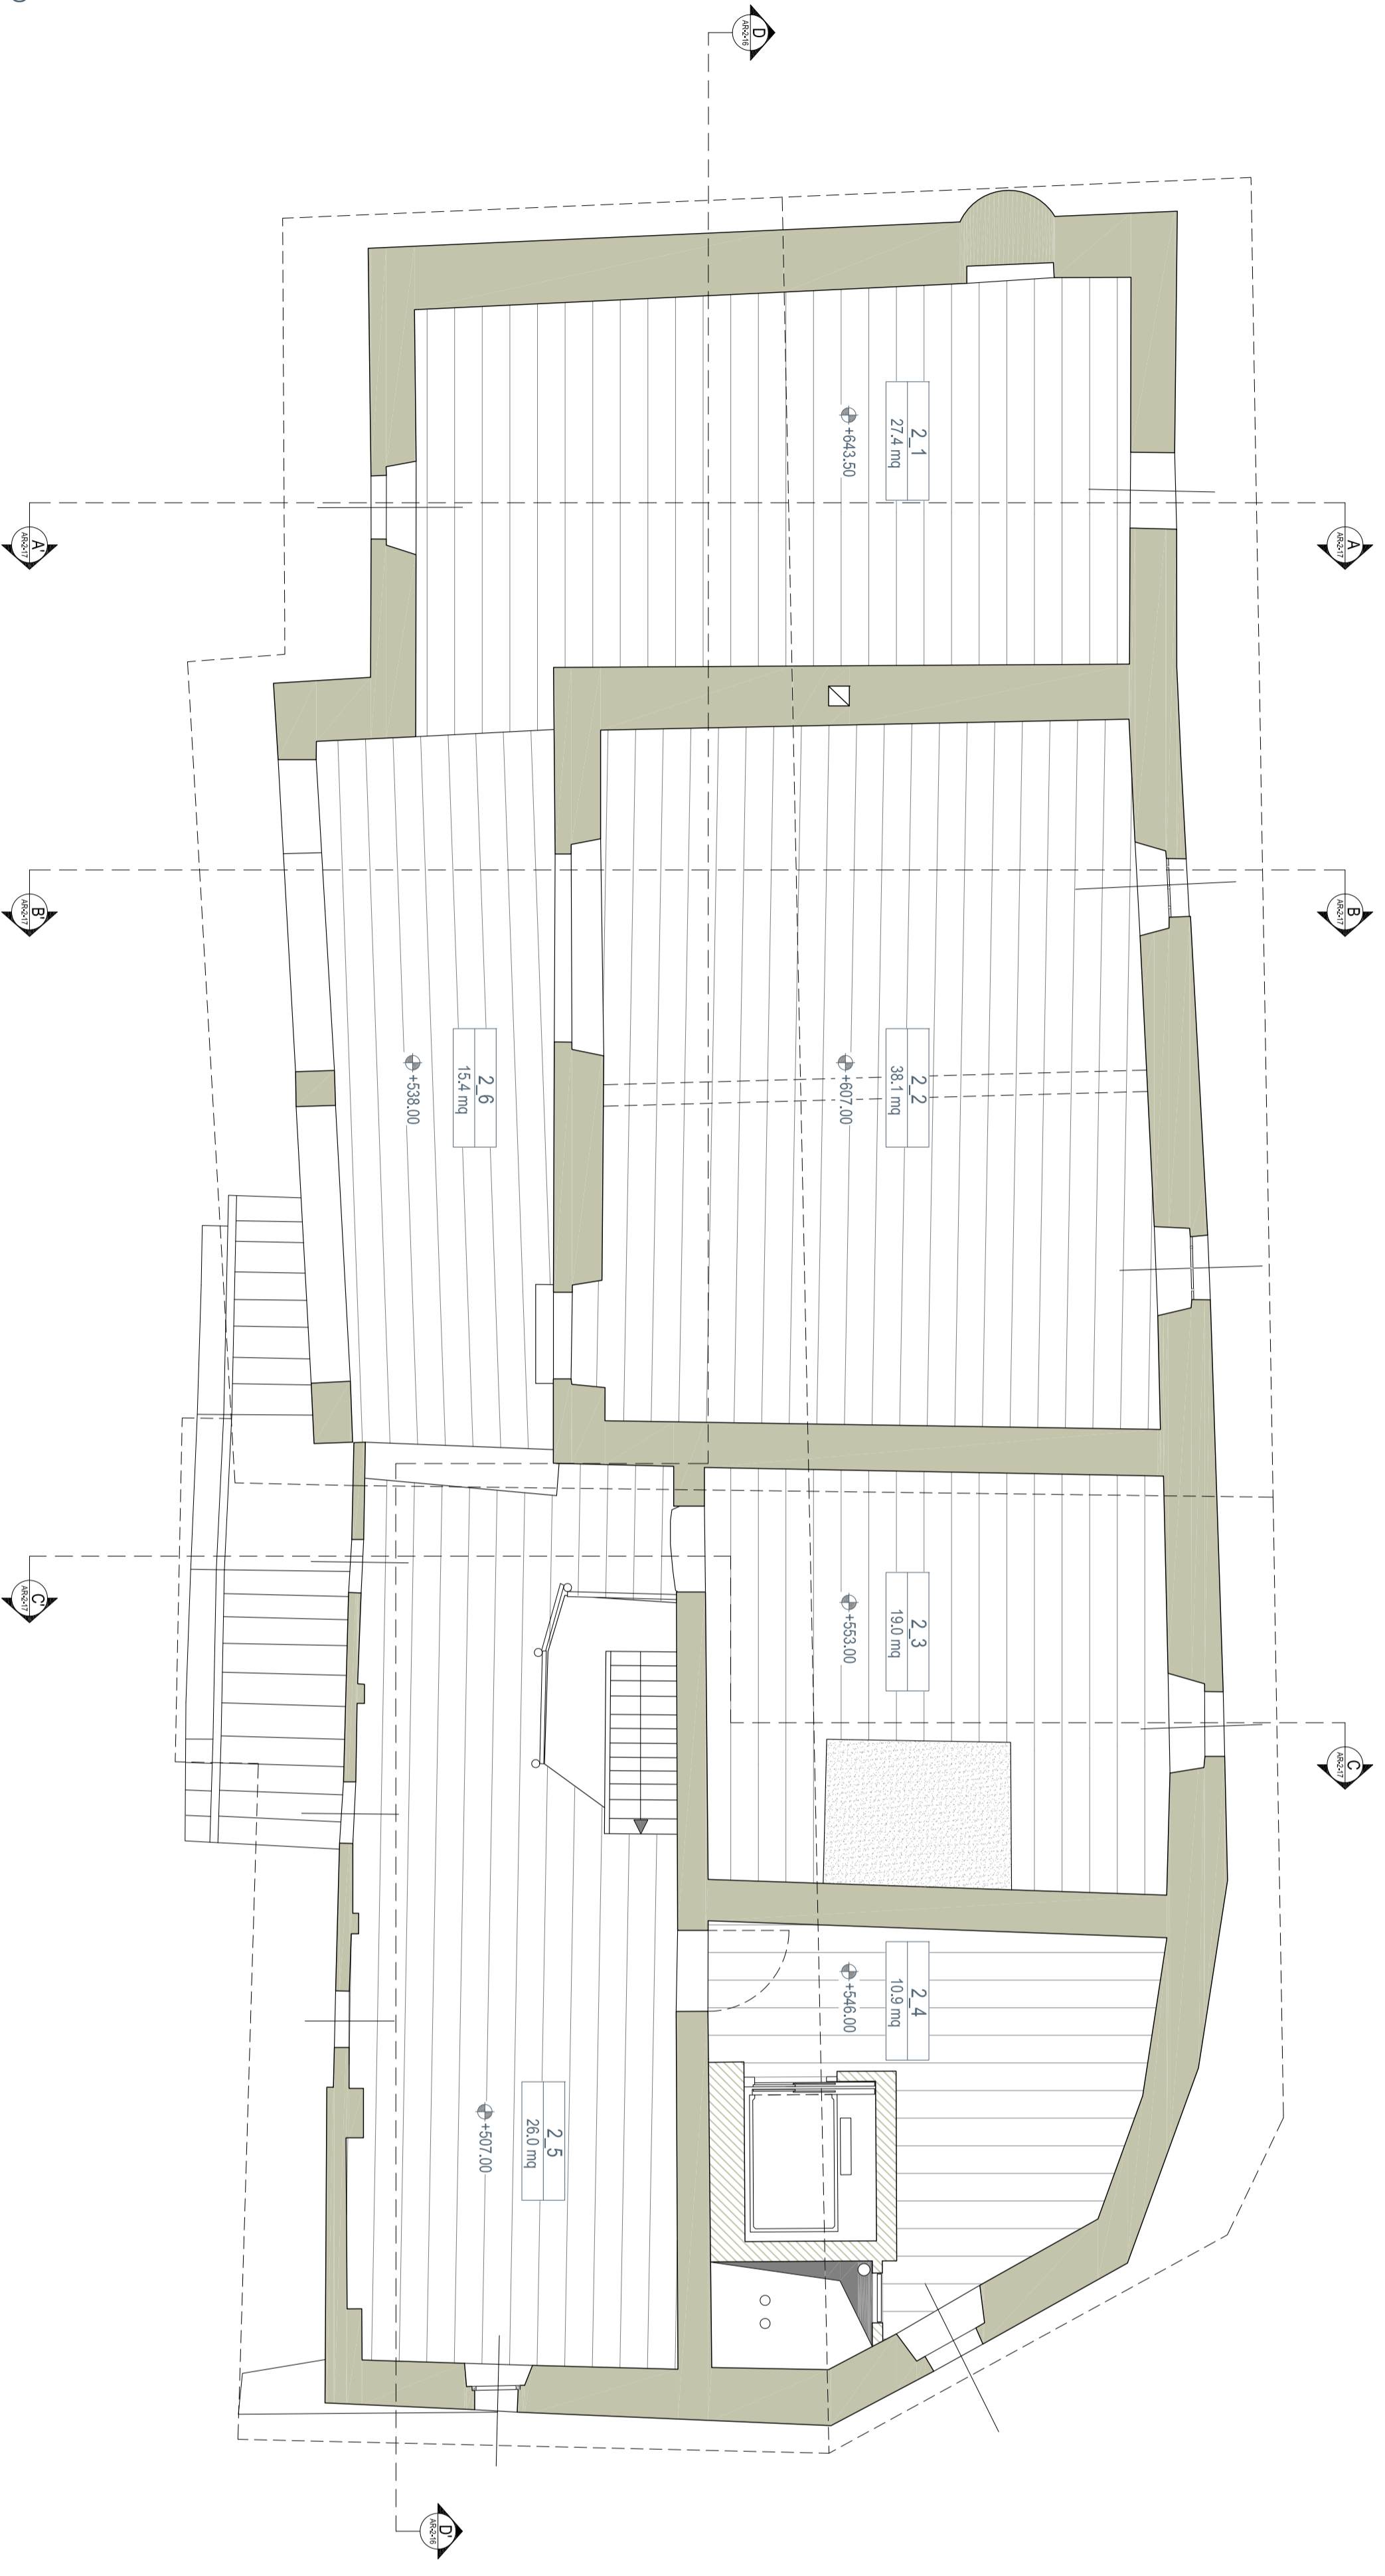 D
AR-2-16
A
AR-2-17
A'
AR-2-17
B
AR-2-17
B'
AR-2-17
C
AR-2-17
C'
AR-2-17
D'
AR-2-16
2_1
27.4 mq
+643.50
2_2
38.1 mq
+607.00
2_6
15.4 mq
+538.00
2_3
19.0 mq
+553.00
2_4
10.9 mq
+546.00
2_5
26.0 mq
+507.00